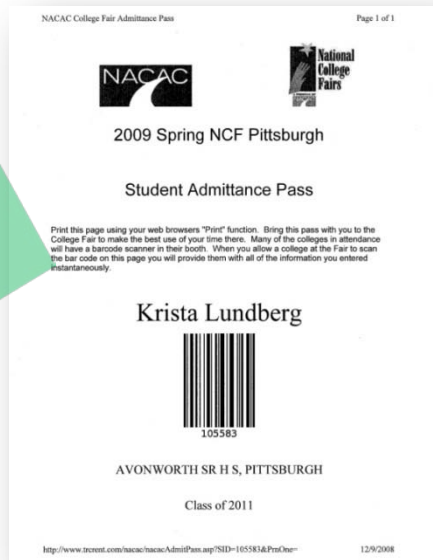 NACAC College Fair Admittance Pass Page 1 of 1
NACAC
National
College
Fairs
2009 Spring NCF Pittsburgh
Student Admittance Pass
Print this page using your web browsers "Print" function. Bring this pass with you to the
College Fair to make the best use of your time there. Many of the colleges in attendance
will have a barcode scanner in their booth. When you allow a college at the Fair to scan
the bar code on this page you will provide them with all of the information you entered
instantaneously.
Krista Lundberg
105583
AVONWORTH SR H S, PITTSBURGH
Class of 2011
http://www.trcrent.com/nacac/nacacAdmitPass.asp?SID=105583&PrnOne= 12/9/2008